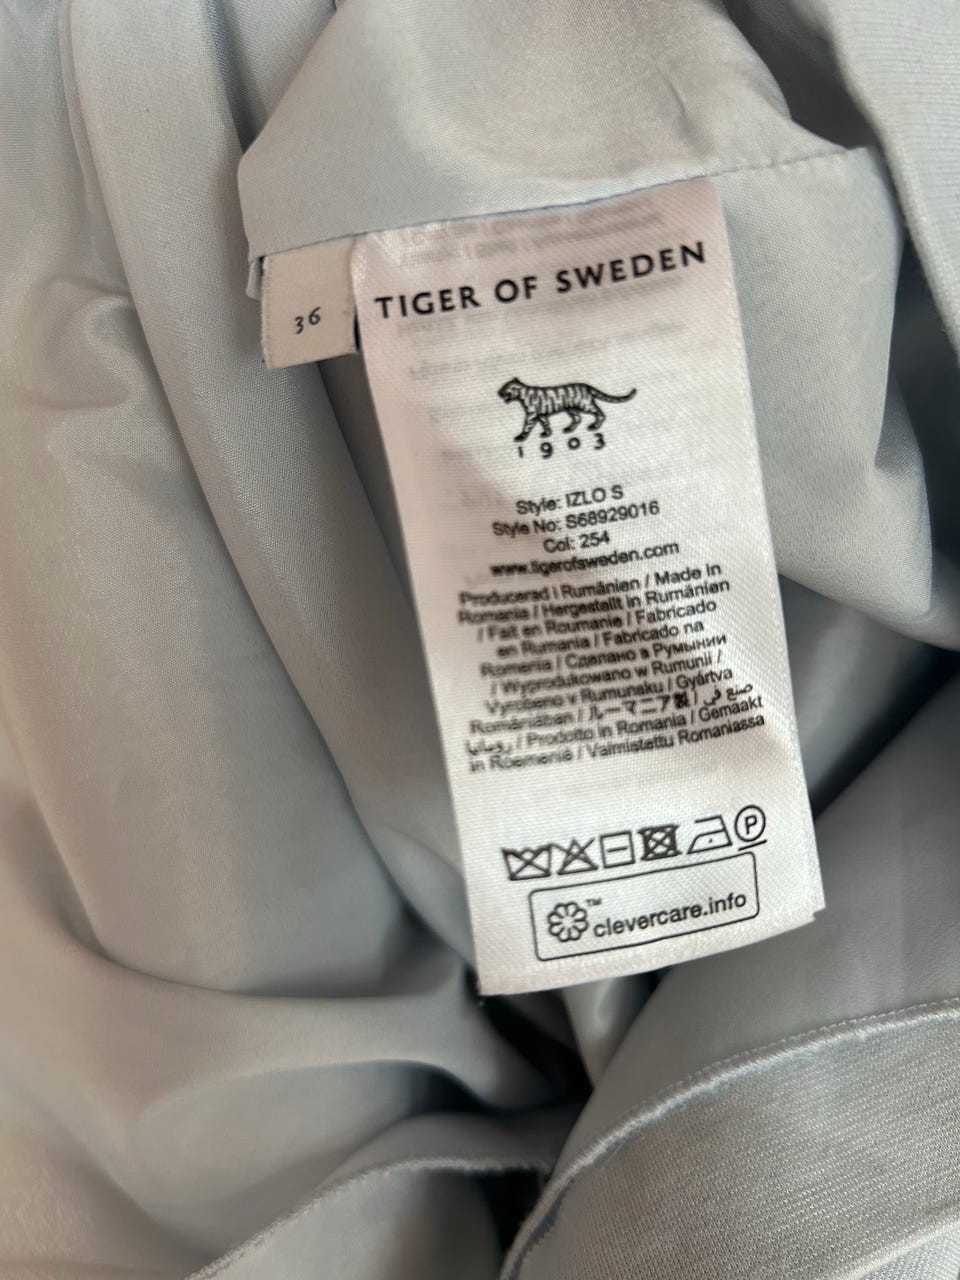 TIGER OF SWEDEN
36
1903
Style: IZLO S
Style No: S68929016
Col: 254
www.tigerofsweden.com
Producerad i Rumänien / Made in
Romania / Hergestellt in Rumänien
/ Fait en Roumanie / Fabricado
en Rumania / Fabricado na
Romenia / Сделано в Румынии
/ Wyprodukowano w Rumunii /
Vyrobeno v Rumunsku / Gyártva
Romániában / ルーマニア製 / صنع في
رومانيا / Prodotto in Romania / Gemaakt
in Roemenië / Valmistettu Romaniassa
P
™
clevercare.info